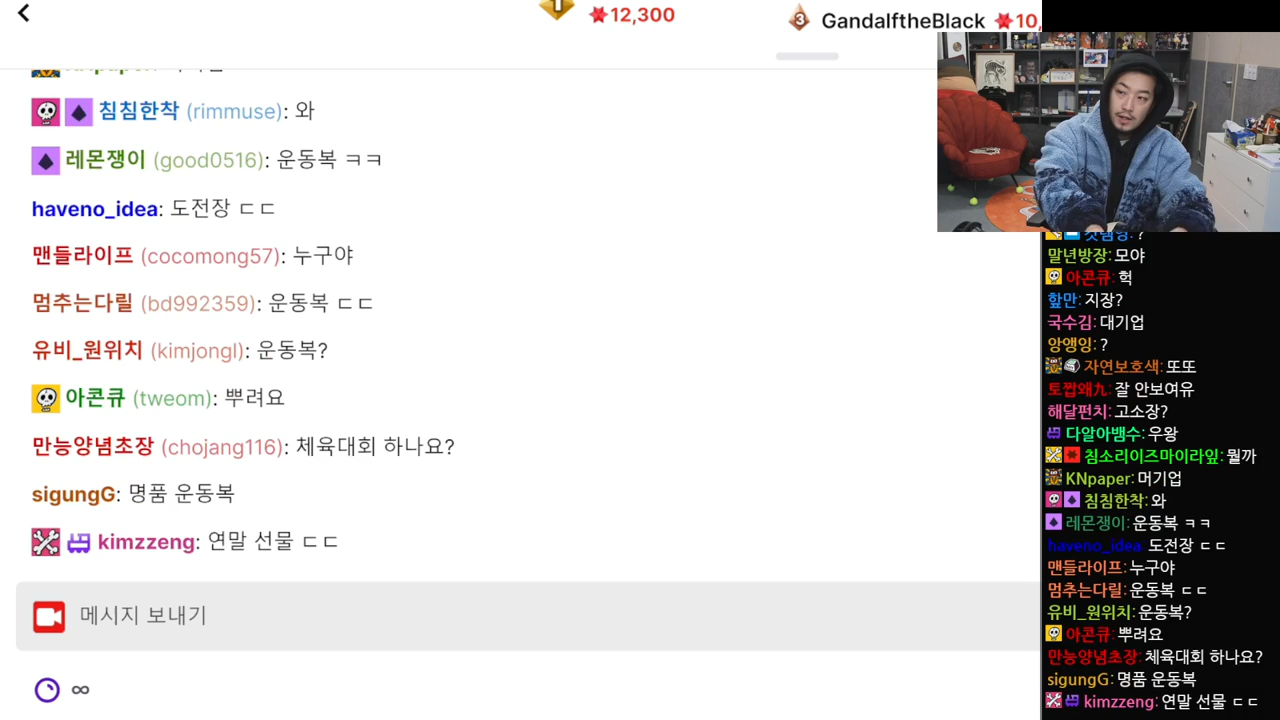 1
12,300
3 GandalftheBlack 10,
침침한착 (rimmuse): 와
레몬쟁이 (good0516): 운동복 ㅋㅋ
haveno_idea: 도전장 ㄷㄷ
맨들라이프 (cocomong57): 누구야
멈추는다릴 (bd992359): 운동복 ㄷㄷ
유비_원위치 (kimjongl): 운동복?
아콘큐 (tweom): 뿌려요
만능양념초장 (chojang116): 체육대회 하나요?
sigungG: 명품 운동복
kimzzeng: 연말 선물 ㄷㄷ
메시지 보내기
∞
말년방장: 모야
아콘큐: 헉
핲만: 지장?
국수김: 대기업
앙앵잉: ?
자연보호색: 또또
토짭왜九: 잘 안보여유
해달펀치: 고소장?
다알아뱀수: 우왕
침소리이즈마이라잎: 뭘까
KNpaper: 머기업
침침한착: 와
레몬쟁이: 운동복 ㅋㅋ
haveno_idea: 도전장 ㄷㄷ
맨들라이프: 누구야
멈추는다릴: 운동복 ㄷㄷ
유비_원위치: 운동복?
아콘큐: 뿌려요
만능양념초장: 체육대회 하나요?
sigungG: 명품 운동복
kimzzeng: 연말 선물 ㄷㄷ